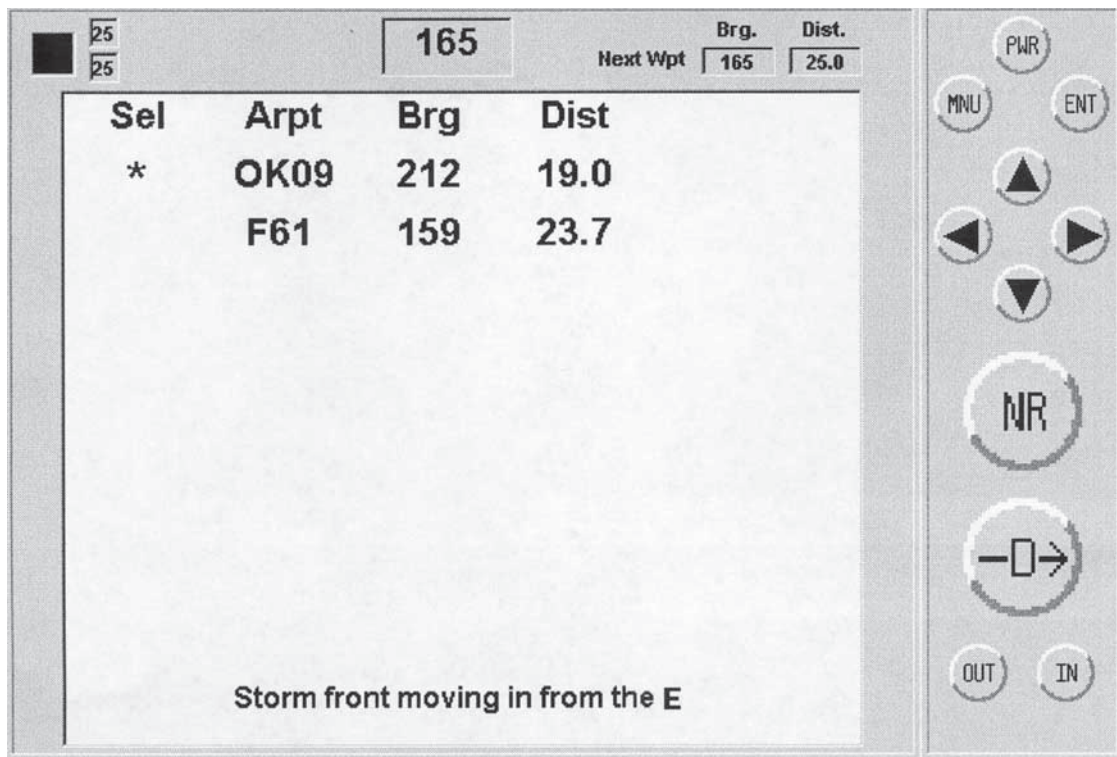 25
25
165
Brg. Dist.
Next Wpt 165 25.0
Sel Arpt Brg Dist
* OK09 212 19.0
F61 159 23.7
Storm front moving in from the E
PWR
MNU ENT
NR
D
OUT IN